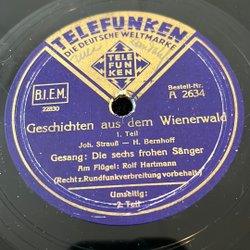 TELEFUNKEN
DIE DEUTSCHE WELTMARKE
TELE
FUN
KEN
B.I.E.M.
22830
Bestell-Nr.
A 2634
Geschichten aus dem Wienerwald
1. Teil
Joh. Strauß — H. Bernhoff
Gesang: Die sechs frohen Sänger
Am Flügel: Rolf Hartmann
(Recht z. Rundfunkverbreitung vorbehalt.)
Umseitig:
2. Teil